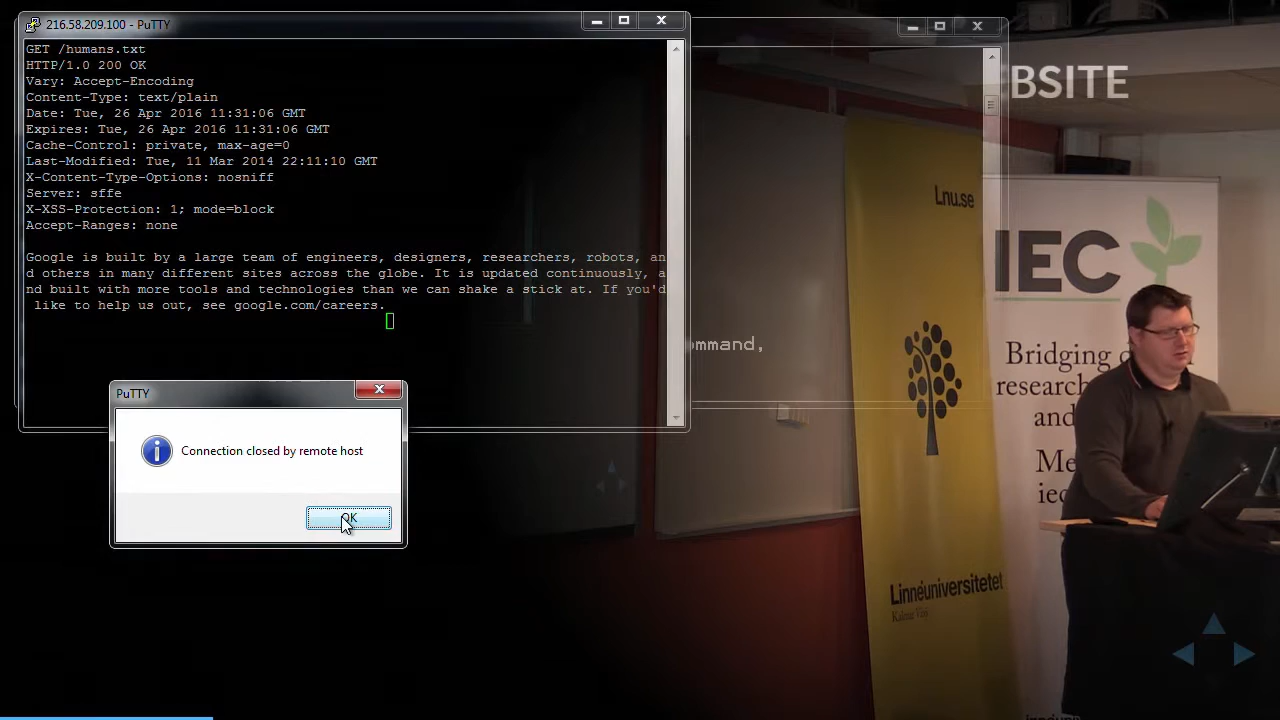 216.58.209.100 - PuTTY
GET /humans.txt
HTTP/1.0 200 OK
Vary: Accept-Encoding
Content-Type: text/plain
Date: Tue, 26 Apr 2016 11:31:06 GMT
Expires: Tue, 26 Apr 2016 11:31:06 GMT
Cache-Control: private, max-age=0
Last-Modified: Tue, 11 Mar 2014 22:11:10 GMT
X-Content-Type-Options: nosniff
Server: sffe
X-XSS-Protection: 1; mode=block
Accept-Ranges: none
Google is built by a large team of engineers, designers, researchers, robots, an
d others in many different sites across the globe. It is updated continuously, a
nd built with more tools and technologies than we can shake a stick at. If you'd
like to help us out, see google.com/careers.
PuTTY
Connection closed by remote host
OK
BSITE
ommand,
Lnu.se
Linnéuniversitetet
Kalmar Växjö
IEC
Bridging
research
and
Me
iec